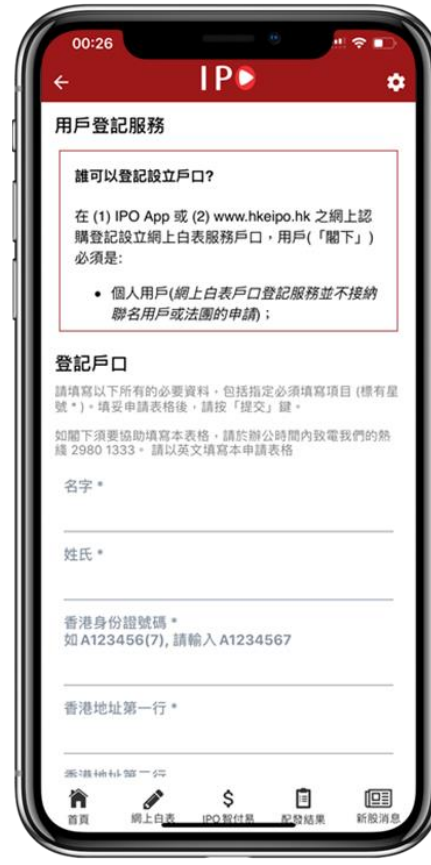 00:26
IPO
用戶登記服務
誰可以登記設立戶口?
在 (1) IPO App 或 (2) www.hkeipo.hk 之網上認
購登記設立網上白表服務戶口，用戶(「閣下」)
必須是:
• 個人用戶(網上白表戶口登記服務並不接納
聯名用戶或法團的申請)；
登記戶口
請填寫以下所有的必要資料，包括指定必須填寫項目 (標有星
號 * )。填妥申請表格後，請按「提交」鍵。
如閣下須要協助填寫本表格，請於辦公時間內致電我們的熱
綫 2980 1333。 請以英文填寫本申請表格
名字 *
姓氏 *
香港身份證號碼 *
如 A123456(7), 請輸入 A1234567
香港地址第一行 *
香港地址第二行
首頁 網上白表 IPO智付易 配發結果 新股消息